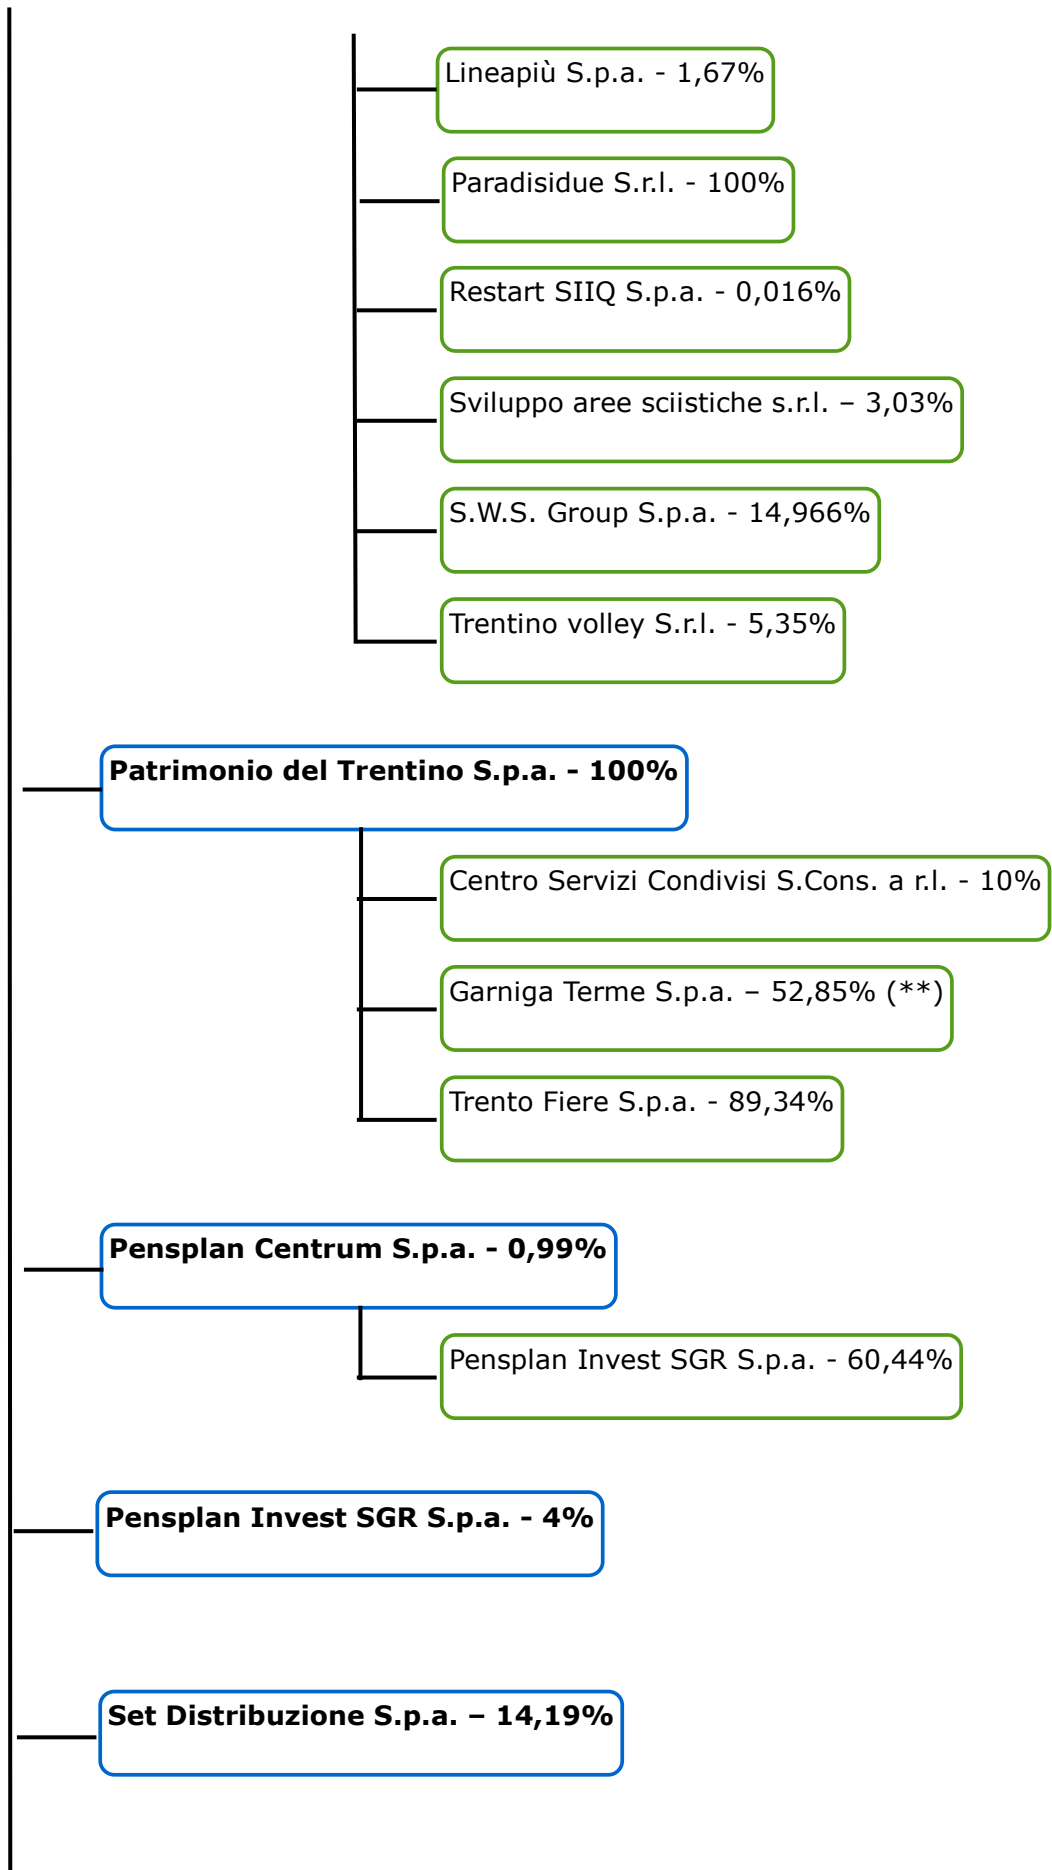 Lineapiù S.p.a. - 1,67%
Paradisidue S.r.l. - 100%
Restart SIIQ S.p.a. - 0,016%
Sviluppo aree sciistiche s.r.l. – 3,03%
S.W.S. Group S.p.a. - 14,966%
Trentino volley S.r.l. - 5,35%
Patrimonio del Trentino S.p.a. - 100%
Centro Servizi Condivisi S.Cons. a r.l. - 10%
Garniga Terme S.p.a. – 52,85% (**)
Trento Fiere S.p.a. - 89,34%
Pensplan Centrum S.p.a. - 0,99%
Pensplan Invest SGR S.p.a. - 60,44%
Pensplan Invest SGR S.p.a. - 4%
Set Distribuzione S.p.a. – 14,19%